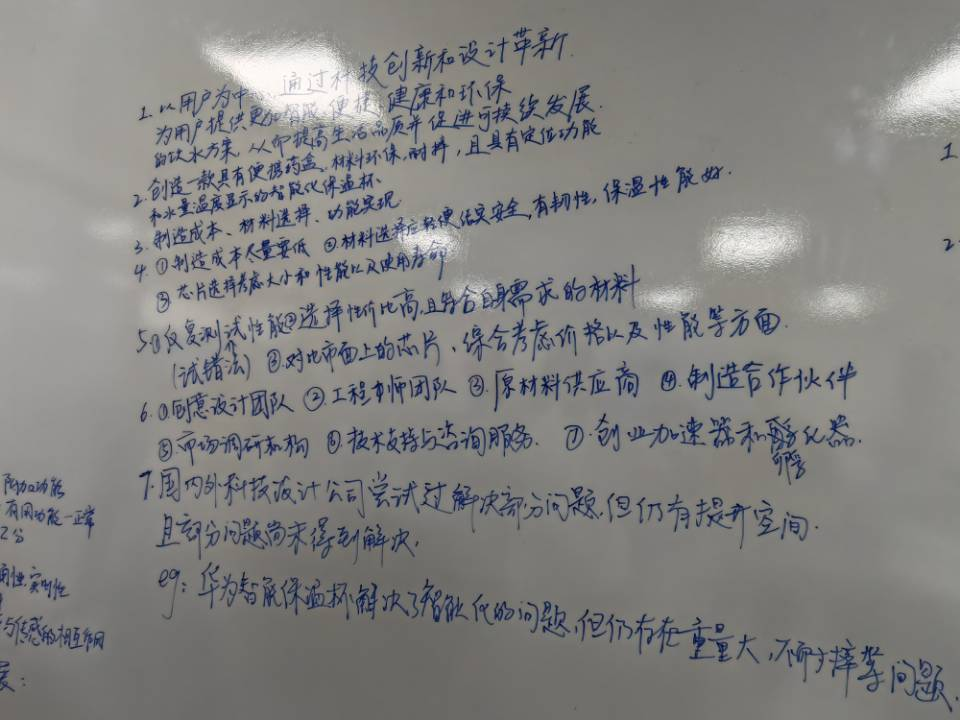 1. 以用户为中心 通过科技创新和设计革新
为用户提供更加智能、便捷、健康和环保
的饮水方案,从而提高生活品质并促进可持续发展.
2. 创造一款具有便携药盒、材料环保,耐摔,且具有定位功能
和水量温度显示的智能化保温杯、
3. 制造成本、材料选择、功能实现
4. ①制造成本尽量要低 ②材料选择应轻便结实安全,有韧性,保温性能好.
③ 芯片选择考虑大小和性能以及使用寿命
5.①反复测试性能②选择性价比高,且符合自身需求的材料
(试错法) ③.对比市面上的芯片、综合考虑价格以及性能等方面.
6.①.创意设计团队 ②.工程师团队 ③.原材料供应商 ④.制造合作伙伴
⑤.市场调研机构 ⑥.技术支持与咨询服务. ⑦.创业加速器和孵化器.
7.国内外科技设计公司尝试过解决部分问题,但仍有提升空间.
且部分问题尚未得到解决.
eg: 华为智能保温杯解决了智能化的问题,但仍存在重量大,不耐摔等问题.
附加功能
有用功能-正常
实用性
与传感的相互作用
度:
1
2